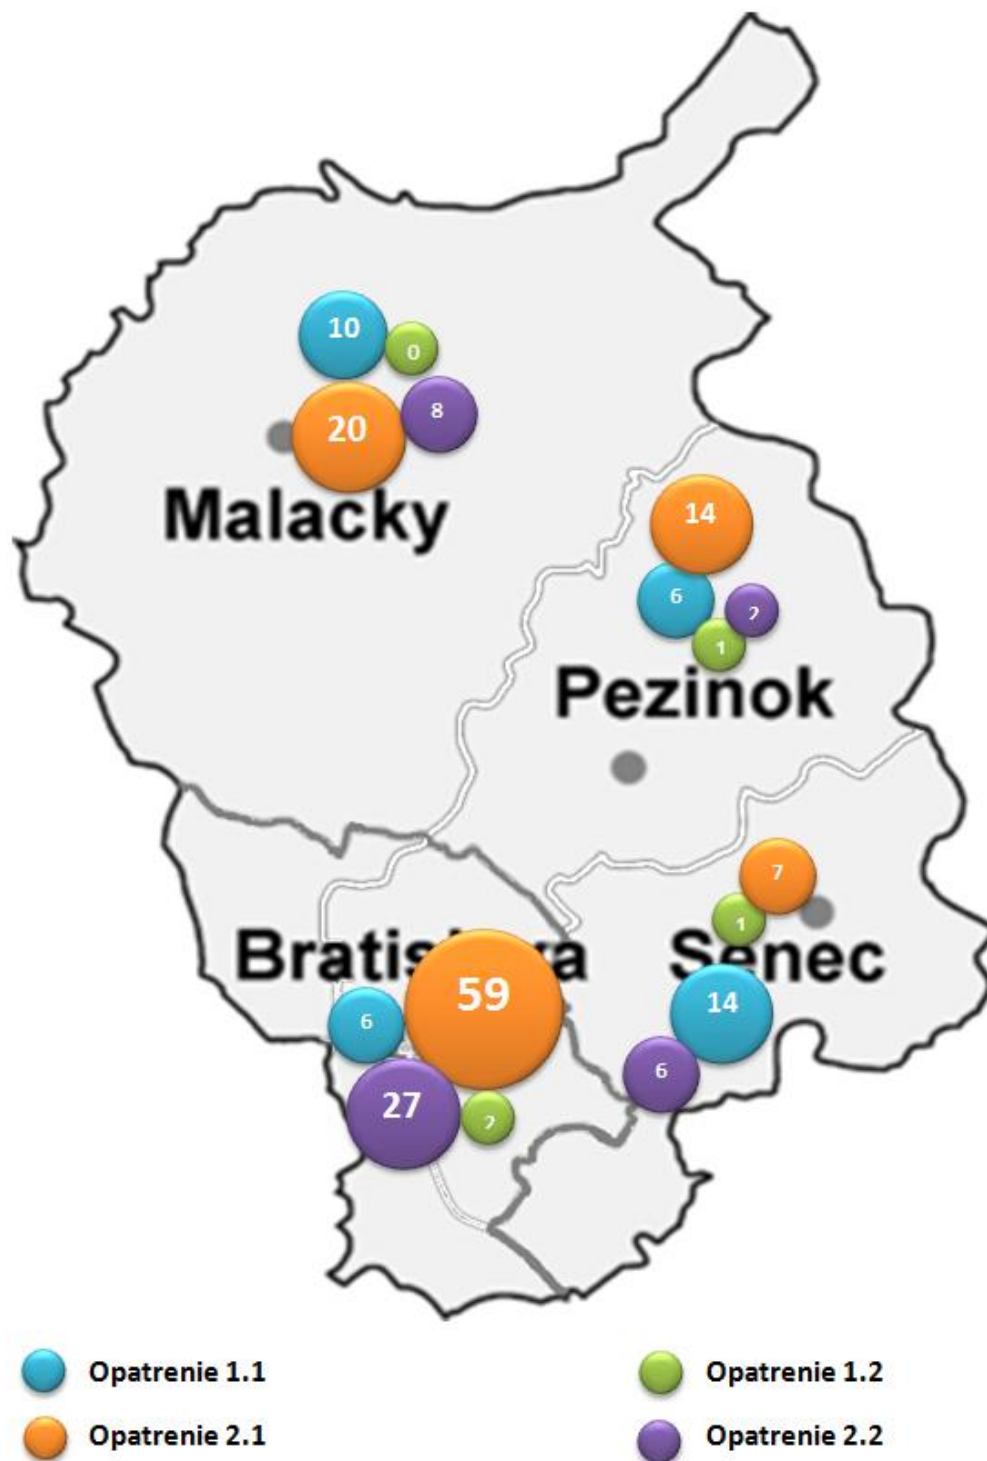 10
0
20
8
Malacky
14
6
2
1
Pezinok
7
1
Bratislava
Senec
59
14
6
6
27
2
Opatrenie 1.1
Opatrenie 1.2
Opatrenie 2.1
Opatrenie 2.2